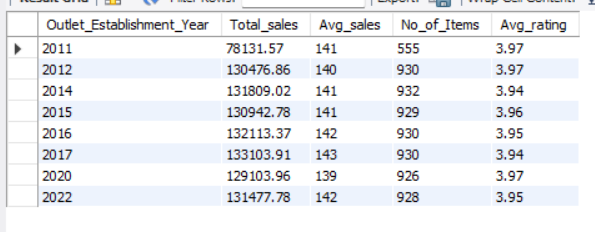 Outlet_Establishment_Year Total_sales Avg_sales No_of_Items Avg_rating
2011 78131.57 141 555 3.97
2012 130476.86 140 930 3.97
2014 131809.02 141 932 3.94
2015 130942.78 141 929 3.96
2016 132113.37 142 930 3.95
2017 133103.91 143 930 3.94
2020 129103.96 139 926 3.97
2022 131477.78 142 928 3.95